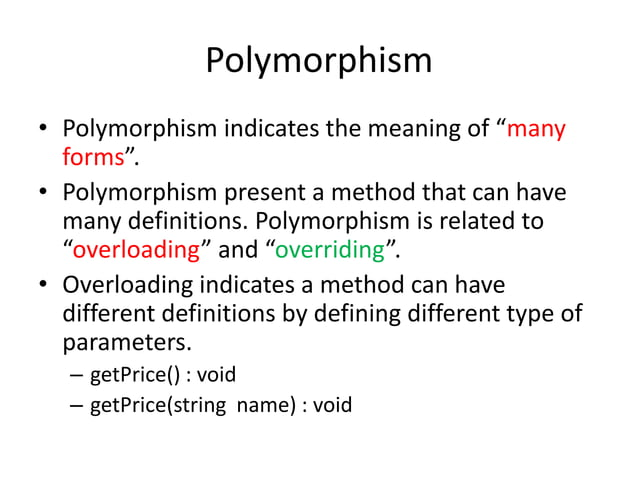 Polymorphism
• Polymorphism indicates the meaning of “many
forms”.
• Polymorphism present a method that can have
many definitions. Polymorphism is related to
“overloading” and “overriding”.
• Overloading indicates a method can have
different definitions by defining different type of
parameters.
– getPrice() : void
– getPrice(string  name) : void